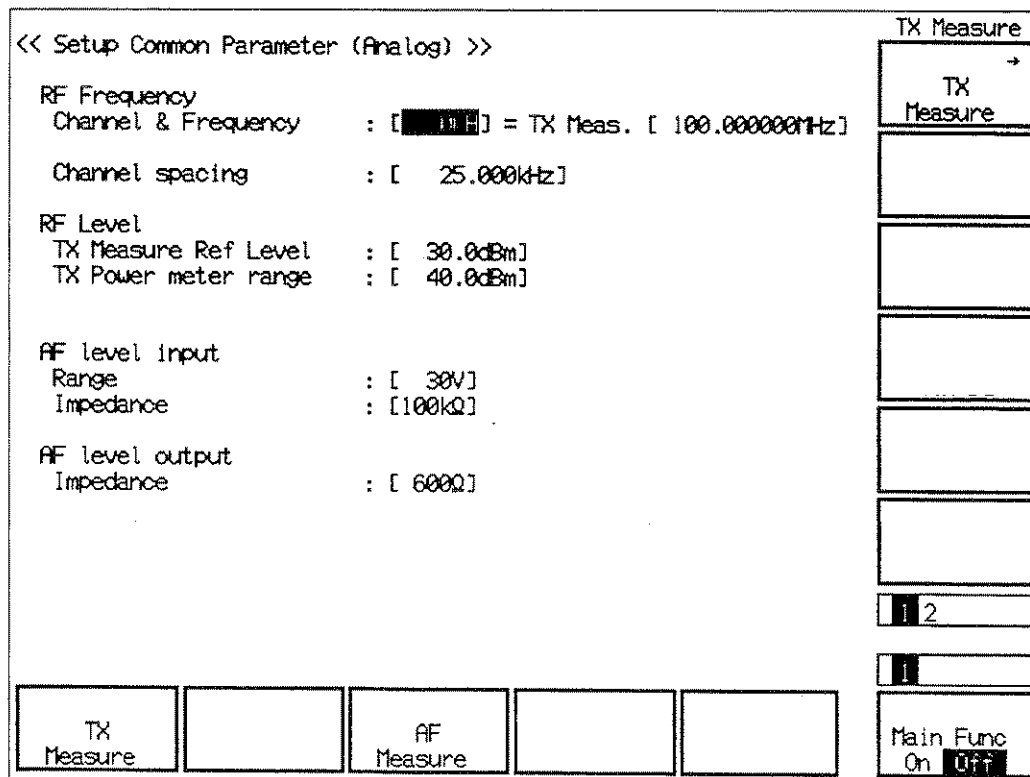 << Setup Common Parameter (Analog) >>
RF Frequency
Channel & Frequency : [ CH] = TX Meas. [ 100.000000MHz]
Channel spacing : [ 25.000kHz]
RF Level
TX Measure Ref Level : [ 30.0dBm]
TX Power meter range : [ 40.0dBm]
AF level input
Range : [ 30V]
Impedance : [100kΩ]
AF level output
Impedance : [ 600Ω]
TX Measure
→
TX
Measure
1 2
1
Main Func
On Off
TX
Measure
AF
Measure